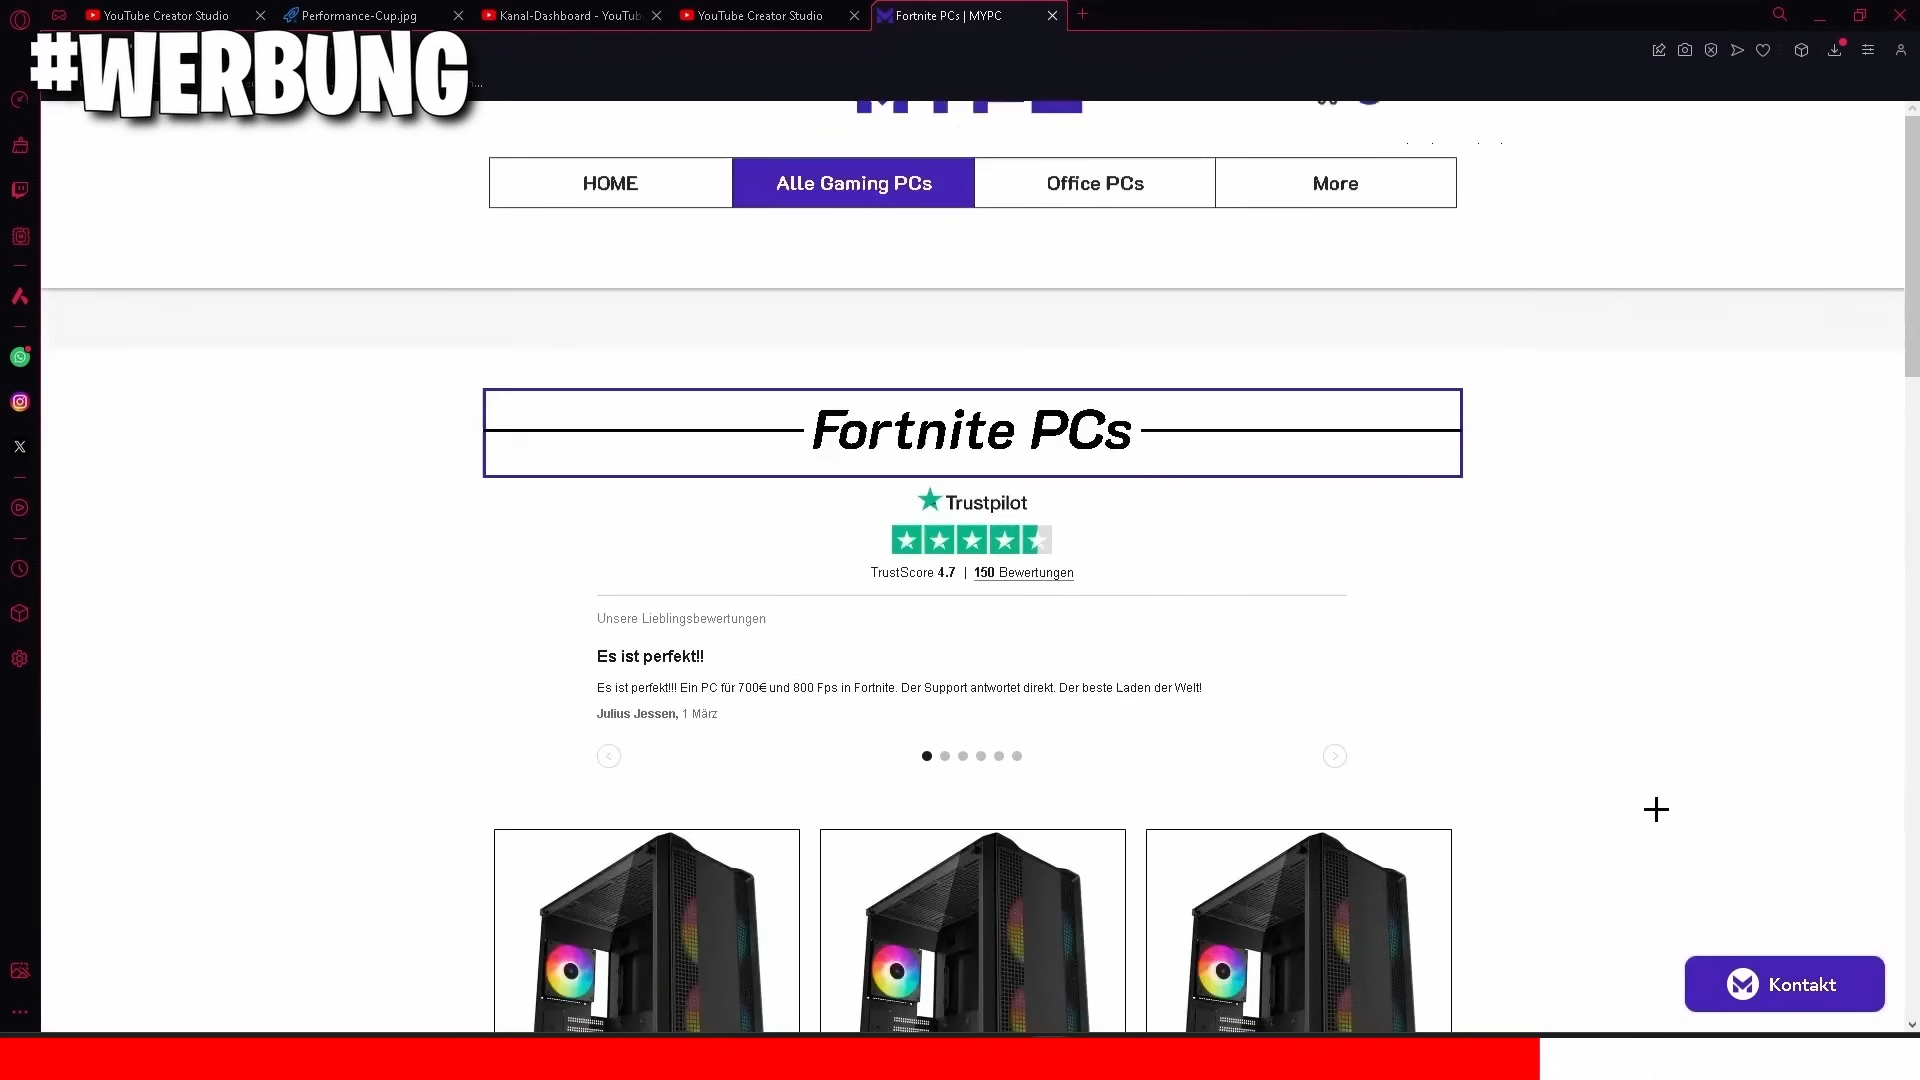 YouTube Creator Studio
Performance-Cup.jpg
Kanal-Dashboard - YouTub
YouTube Creator Studio
Fortnite PCs | MYPC
#WERBUNG
HOME
Alle Gaming PCs
Office PCs
More
Fortnite PCs
Trustpilot
TrustScore 4.7 | 150 Bewertungen
Unsere Lieblingsbewertungen
Es ist perfekt!!
Es ist perfekt!!! Ein PC für 700€ und 800 Fps in Fortnite. Der Support antwortet direkt. Der beste Laden der Welt!
Julius Jessen, 1 März
Kontakt